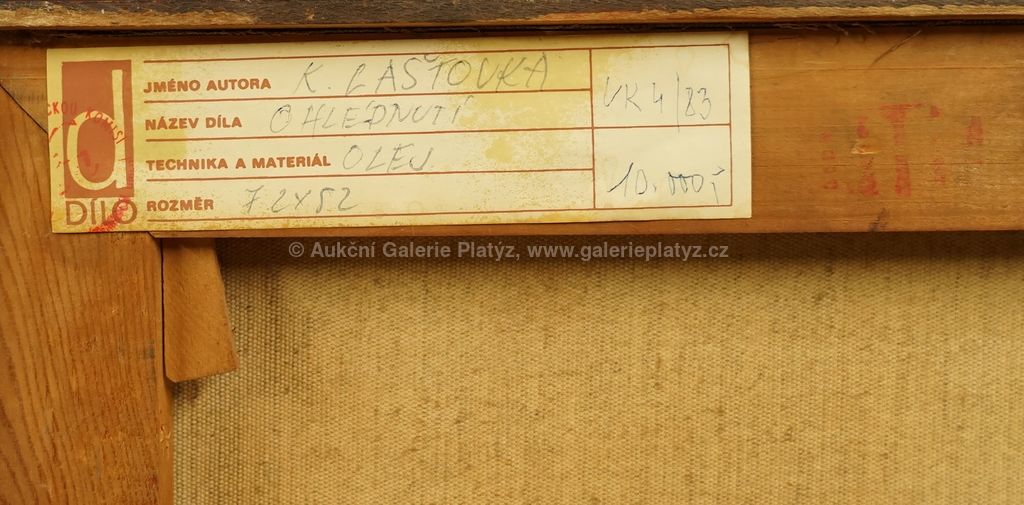 JMÉNO AUTORA K. LAŠTOVKA
NÁZEV DÍLA OHLÉDNUTÍ
VK 4/83
TECHNIKA A MATERIÁL OLEJ
ROZMĚR 72x52
10.000,-
d
DÍLO
© Aukční Galerie Platýz, www.galerieplatyz.cz